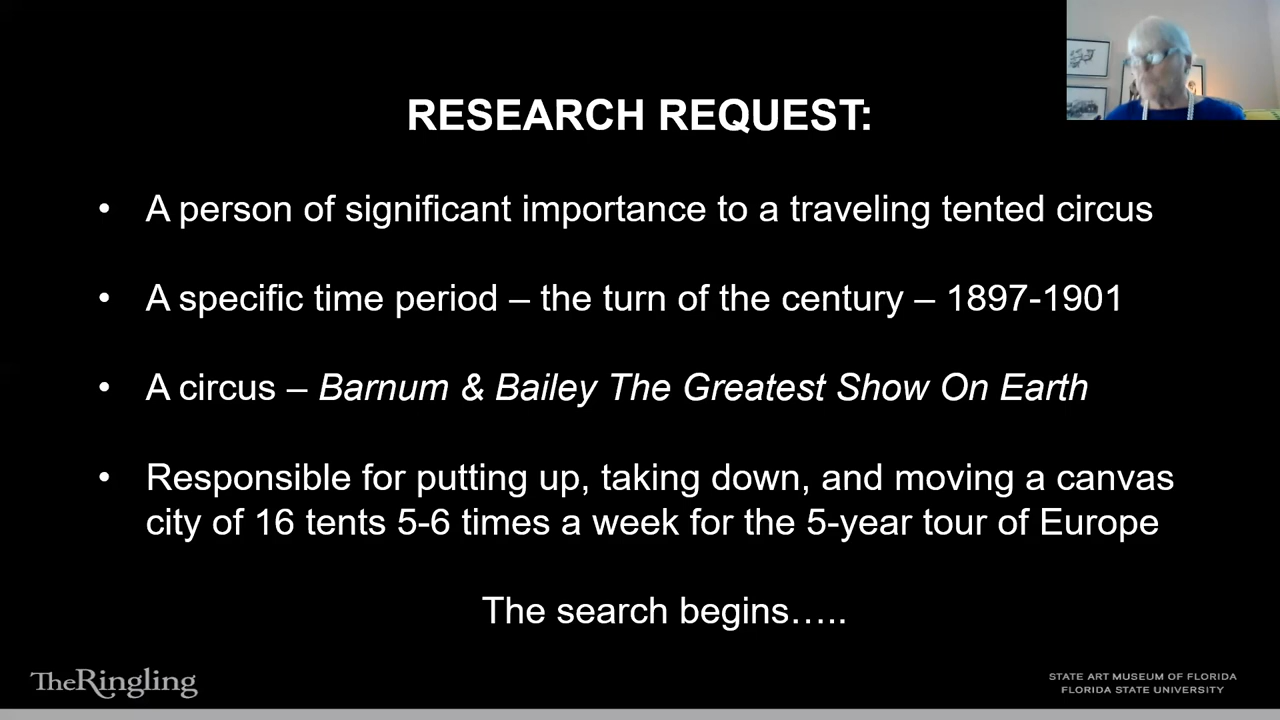 RESEARCH REQUEST:
• A person of significant importance to a traveling tented circus
• A specific time period – the turn of the century – 1897-1901
• A circus – Barnum & Bailey The Greatest Show On Earth
• Responsible for putting up, taking down, and moving a canvas
city of 16 tents 5-6 times a week for the 5-year tour of Europe
The search begins…..
TheRingling
STATE ART MUSEUM OF FLORIDA
FLORIDA STATE UNIVERSITY